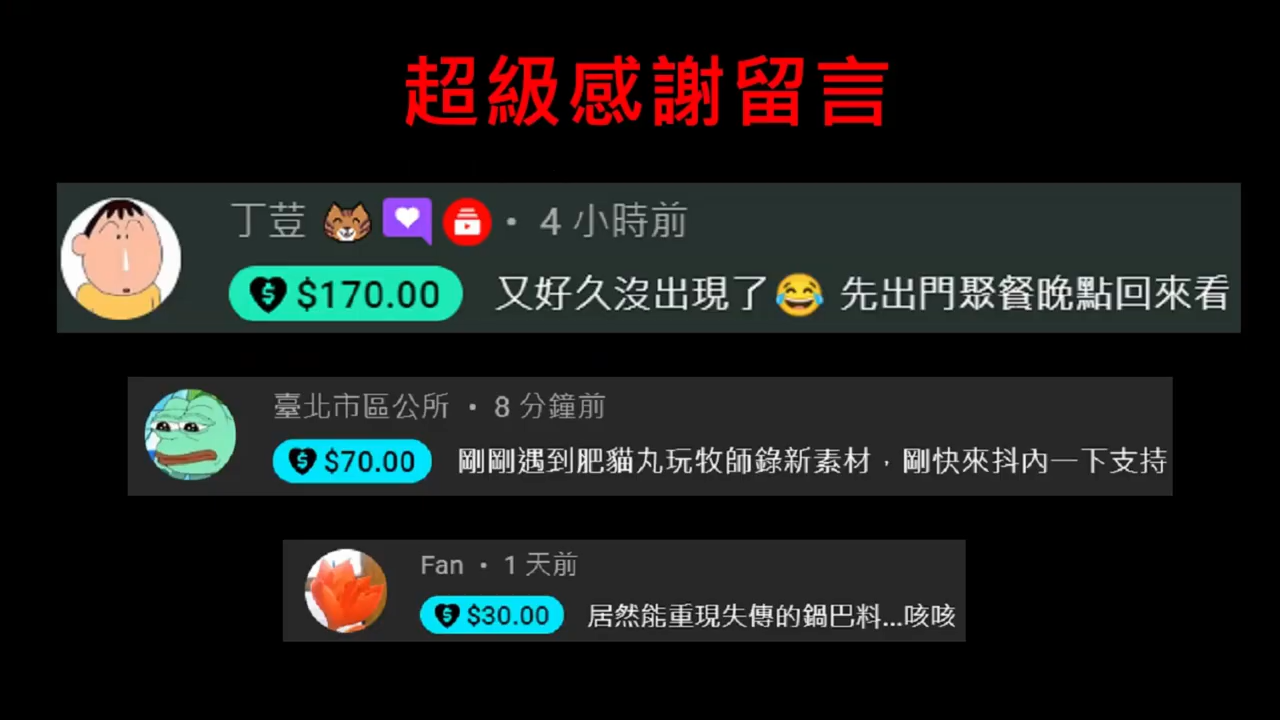 超級感謝留言
丁荳 • 4 小時前
$170.00 又好久沒出現了😂 先出門聚餐晚點回來看
臺北市區公所 • 8 分鐘前
$70.00 剛剛遇到肥貓丸玩牧師錄新素材，剛快來抖內一下支持
Fan • 1 天前
$30.00 居然能重現失傳的鍋巴料...咳咳